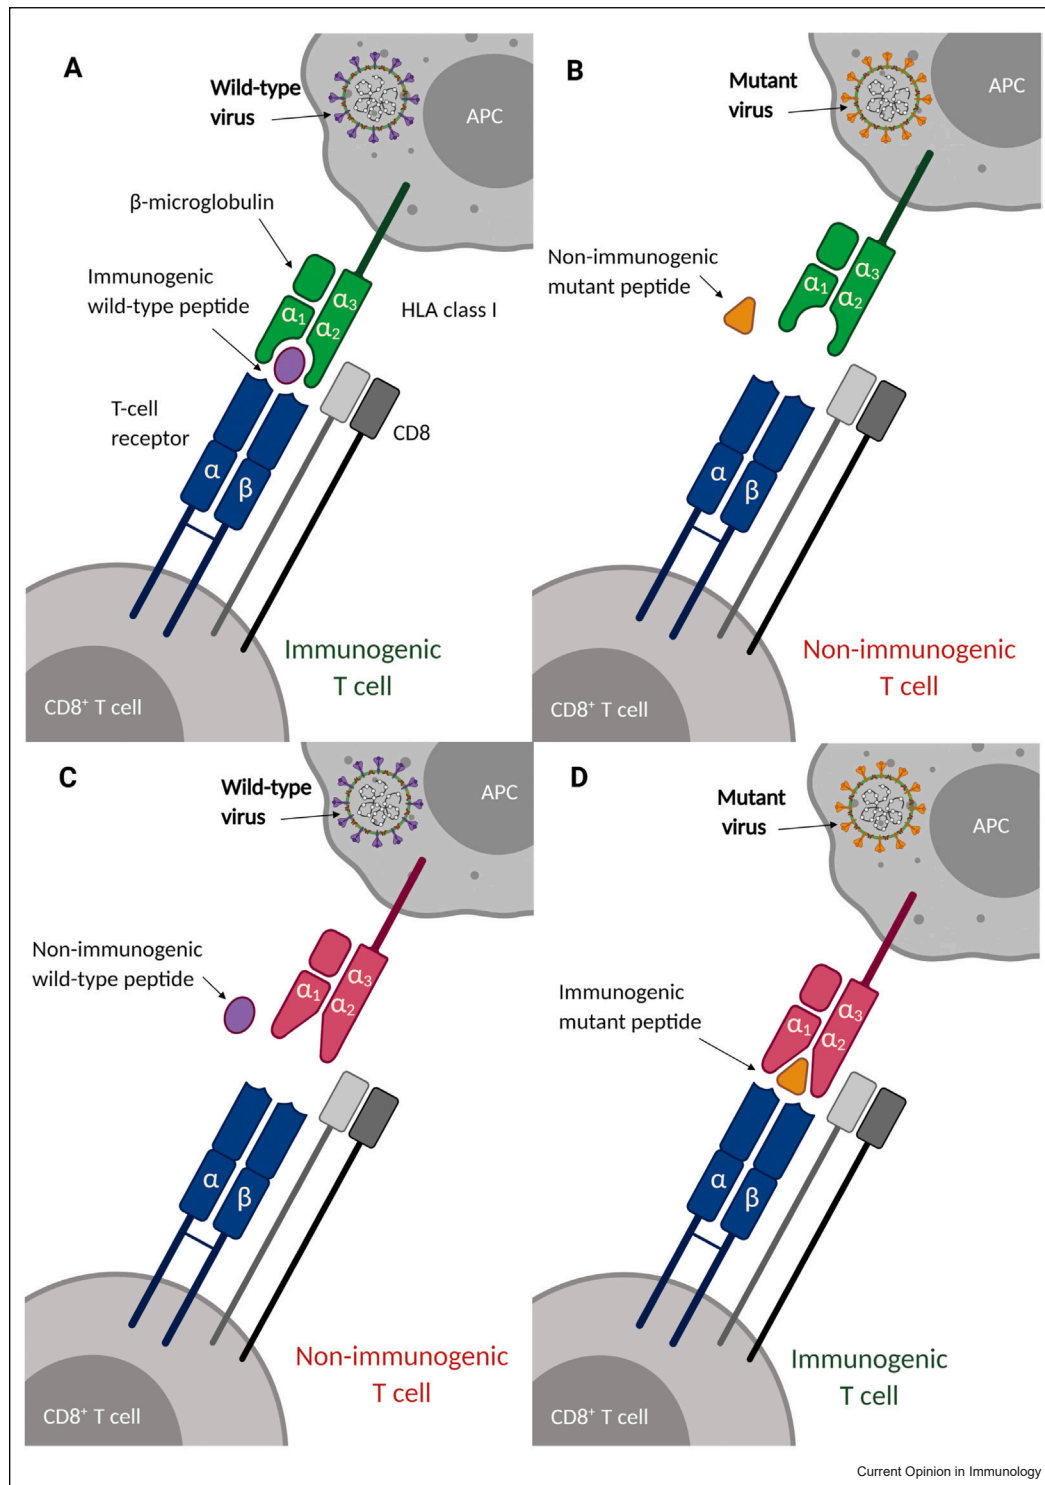 A
Wild-type
virus
APC
β-microglobulin
Immunogenic
wild-type peptide
α1
α3
α2
HLA class I
T-cell
receptor
CD8
α
β
Immunogenic
T cell
CD8⁺ T cell
B
Mutant
virus
APC
Non-immunogenic
mutant peptide
α1
α3
α2
α
β
Non-immunogenic
T cell
CD8⁺ T cell
C
Wild-type
virus
APC
Non-immunogenic
wild-type peptide
α1
α3
α2
α
β
Non-immunogenic
T cell
CD8⁺ T cell
D
Mutant
virus
APC
Immunogenic
mutant peptide
α1
α3
α2
α
β
Immunogenic
T cell
CD8⁺ T cell
Current Opinion in Immunology